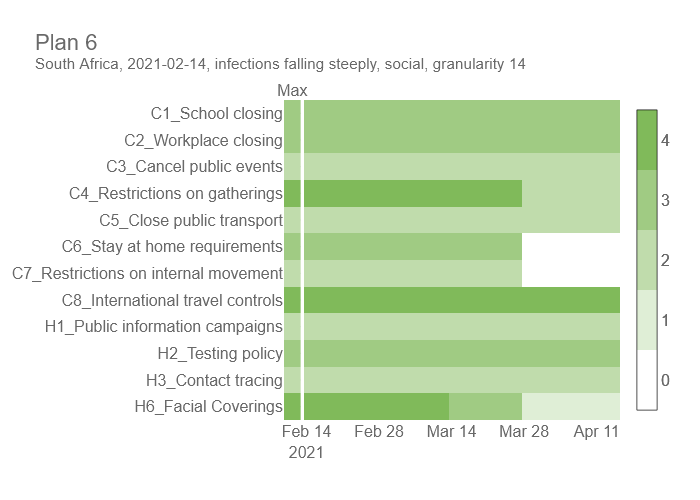 Plan 6
South Africa, 2021-02-14, infections falling steeply, social, granularity 14
Max
C1_School closing
C2_Workplace closing
C3_Cancel public events
C4_Restrictions on gatherings
C5_Close public transport
C6_Stay at home requirements
C7_Restrictions on internal movement
C8_International travel controls
H1_Public information campaigns
H2_Testing policy
H3_Contact tracing
H6_Facial Coverings
Feb 14 Feb 28 Mar 14 Mar 28 Apr 11
2021
4
3
2
1
0